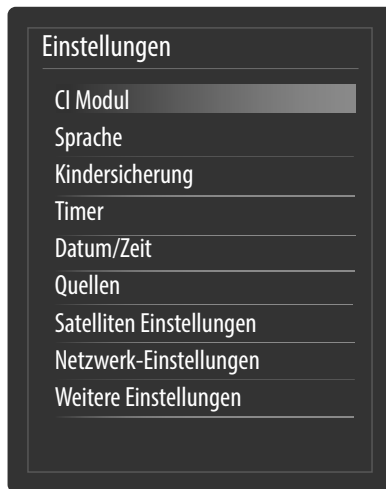 Einstellungen
CI Modul
Sprache
Kindersicherung
Timer
Datum/Zeit
Quellen
Satelliten Einstellungen
Netzwerk-Einstellungen
Weitere Einstellungen